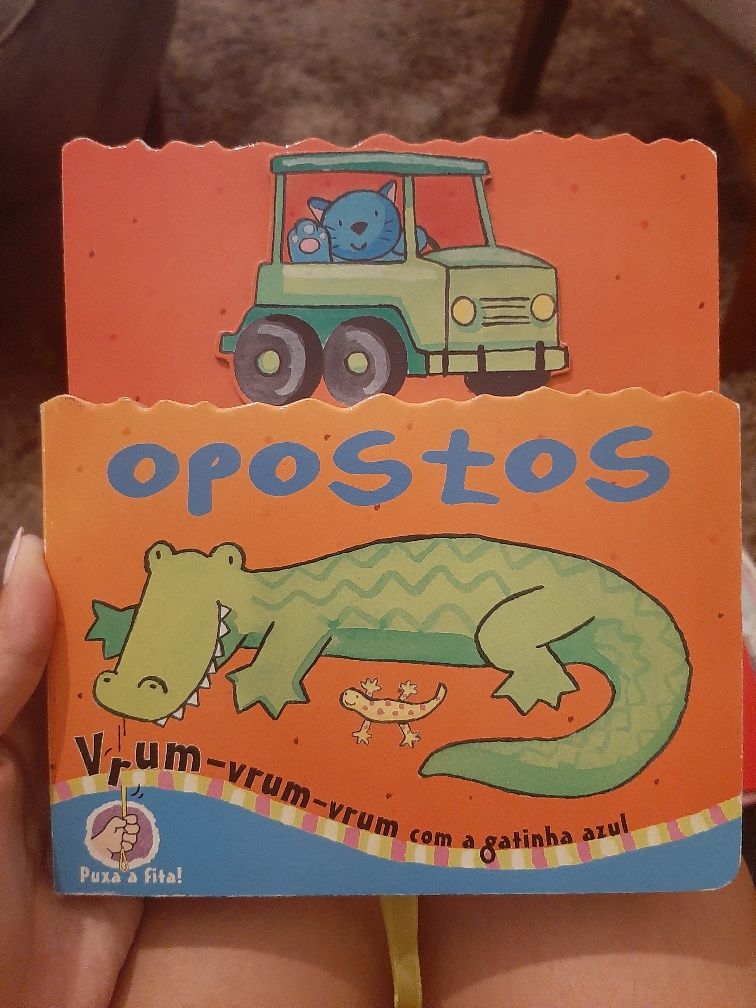 opostos
Vrum-vrum-vrum com a gatinha azul
Puxa a fita!